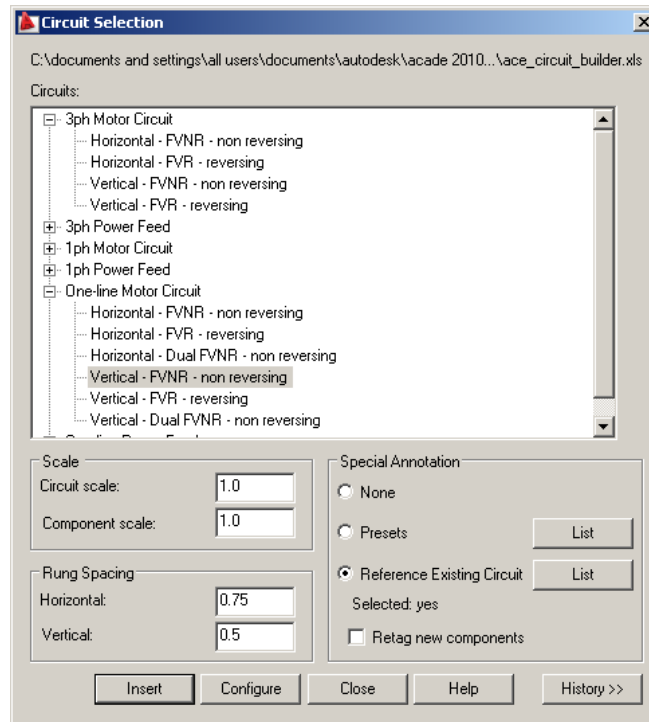 Circuit Selection
C:\documents and settings\all users\documents\autodesk\acade 2010...\ace_circuit_builder.xls
Circuits:
3ph Motor Circuit
Horizontal - FVNR - non reversing
Horizontal - FVR - reversing
Vertical - FVNR - non reversing
Vertical - FVR - reversing
3ph Power Feed
1ph Motor Circuit
1ph Power Feed
One-line Motor Circuit
Horizontal - FVNR - non reversing
Horizontal - FVR - reversing
Horizontal - Dual FVNR - non reversing
Vertical - FVNR - non reversing
Vertical - FVR - reversing
Vertical - Dual FVNR - non reversing
Scale
Circuit scale: 1.0
Component scale: 1.0
Rung Spacing
Horizontal: 0.75
Vertical: 0.5
Special Annotation
None
Presets List
Reference Existing Circuit List
Selected: yes
Retag new components
Insert Configure Close Help History >>